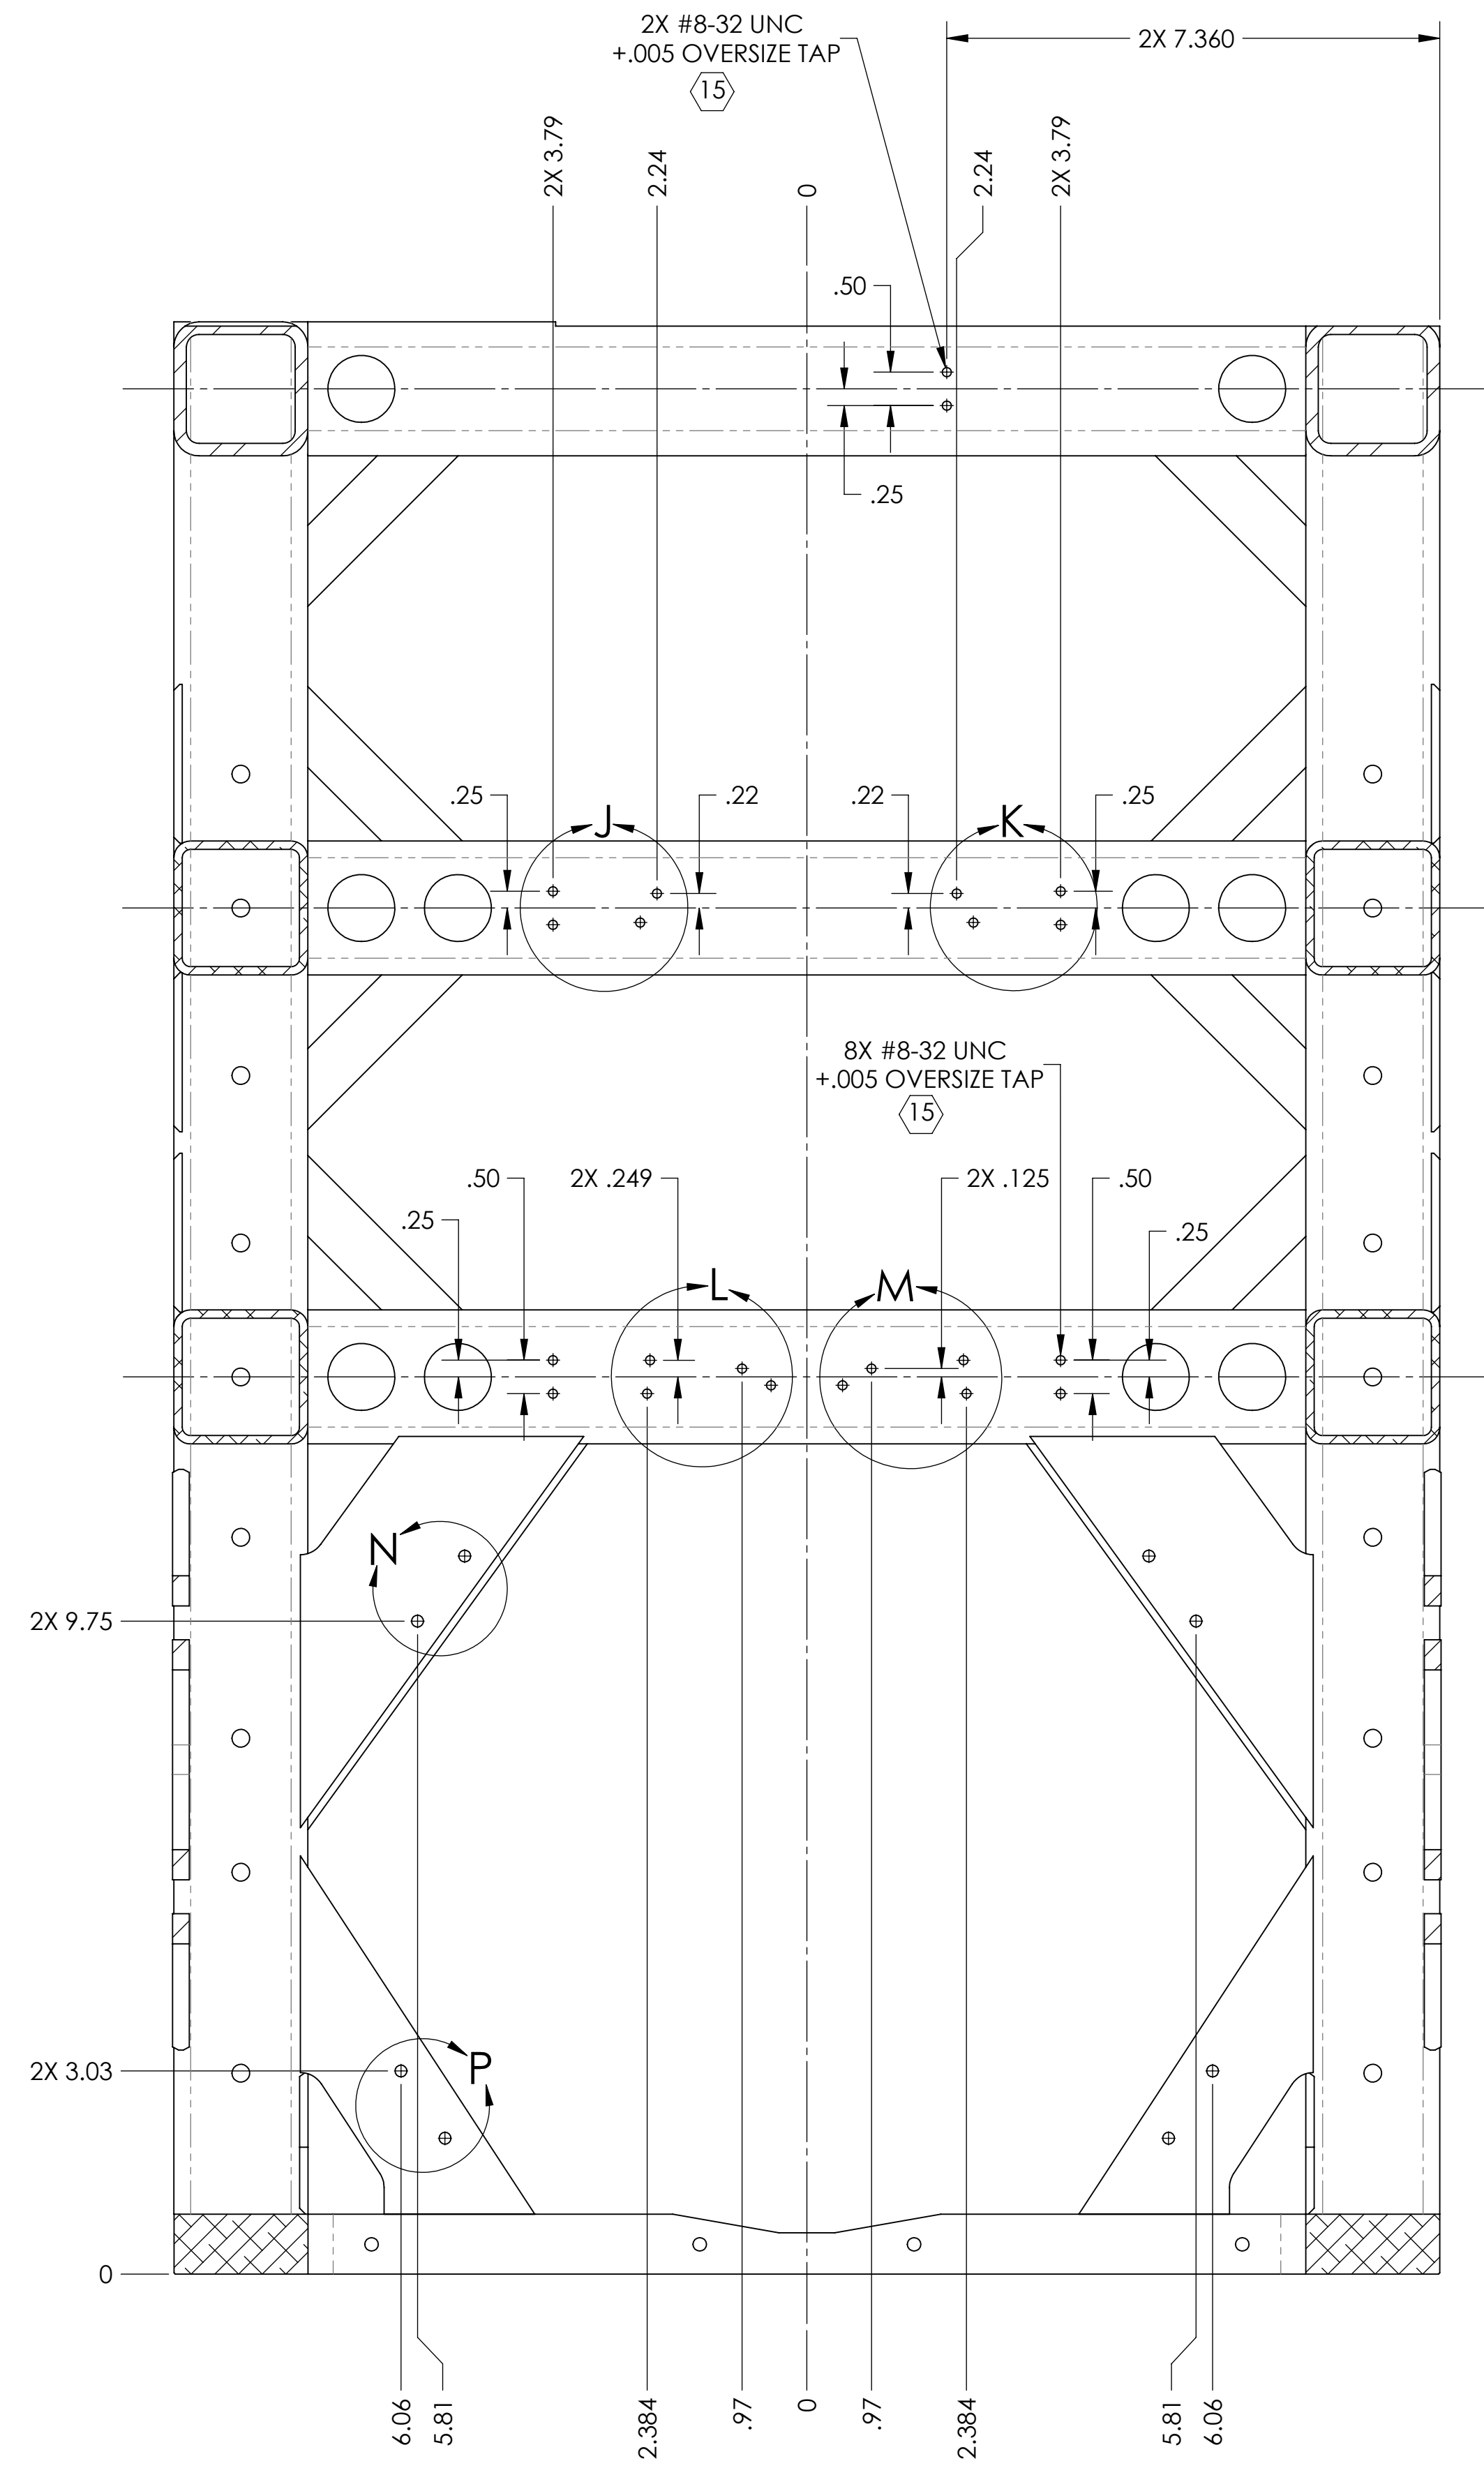 2X #8-32 UNC
+.005 OVERSIZE TAP
15
2X 7.360
2X 3.79
2.24
0
2.24
2X 3.79
.50
.25
.25
J
.22
.22
K
.25
8X #8-32 UNC
+.005 OVERSIZE TAP
15
.50
2X .249
2X .125
.50
.25
.25
L
M
N
2X 9.75
P
2X 3.03
0
6.06
5.81
2.384
.97
0
.97
2.384
5.81
6.06